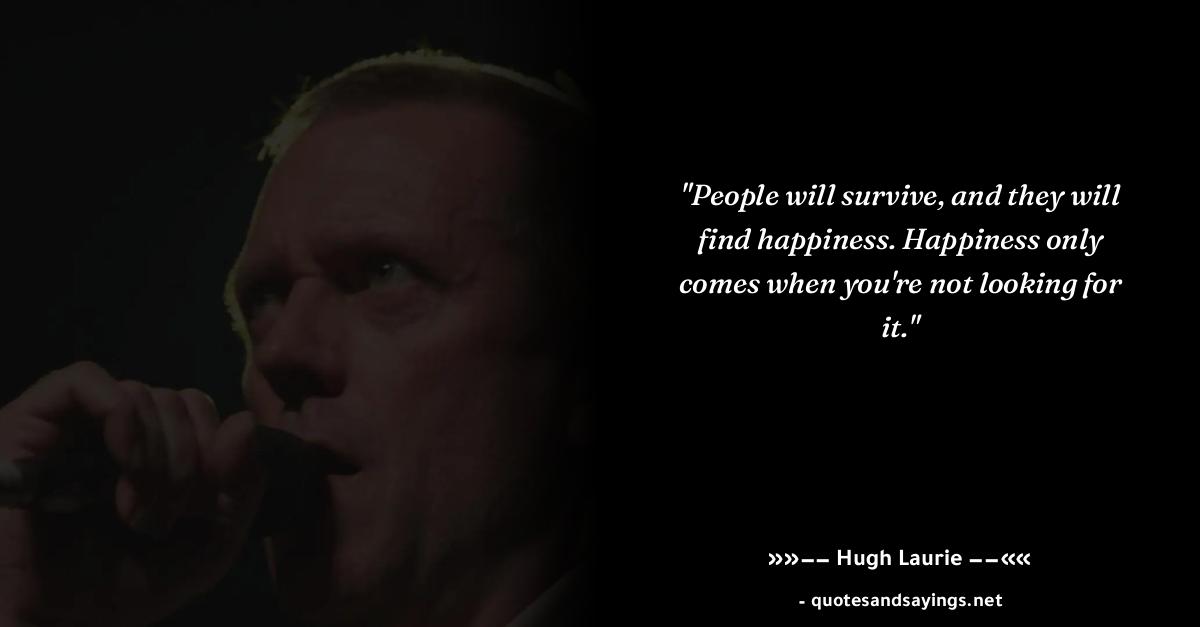 "People will survive, and they will
find happiness. Happiness only
comes when you're not looking for
it."
»»−− Hugh Laurie −−««
- quotesandsayings.net